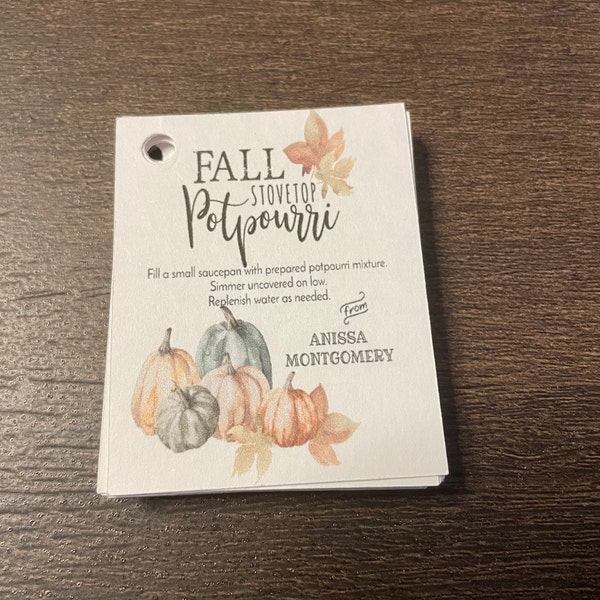 FALL
STOVETOP
Potpourri
Fill a small saucepan with prepared potpourri mixture.
Simmer uncovered on low.
Replenish water as needed.
from
ANISSA
MONTGOMERY